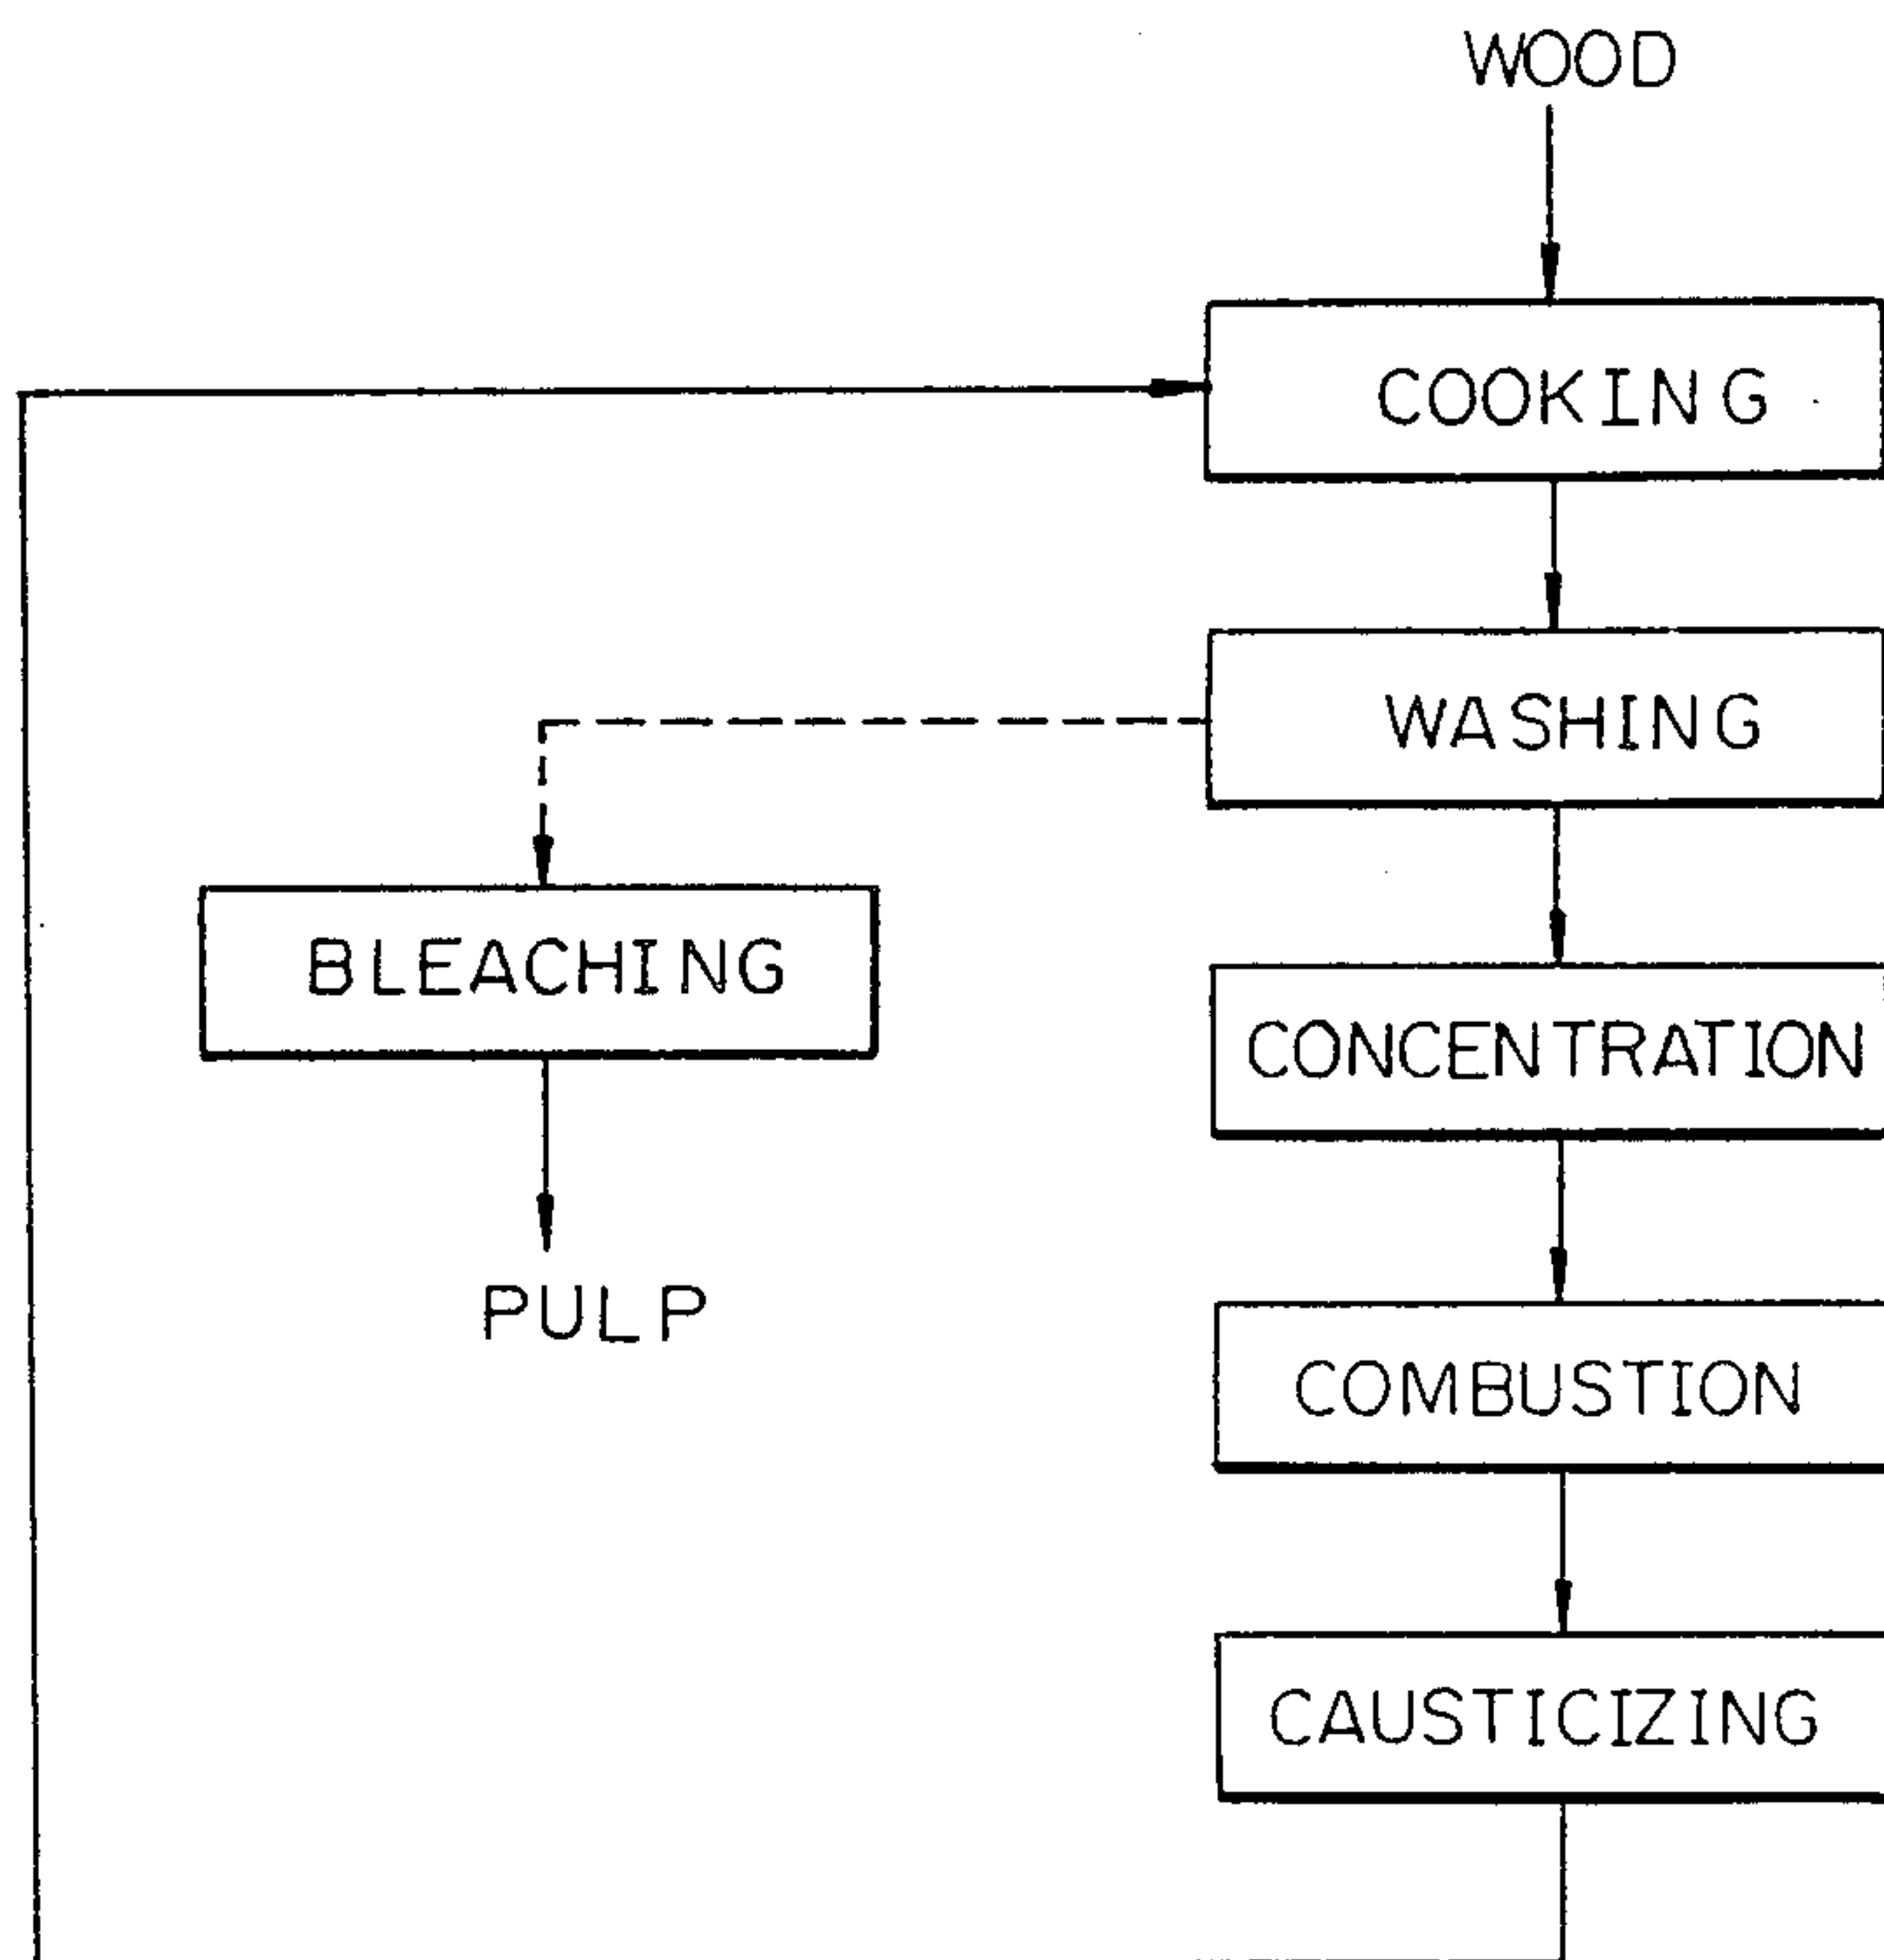 WOOD
COOKING
WASHING
BLEACHING
CONCENTRATION
PULP
COMBUSTION
CAUSTICIZING